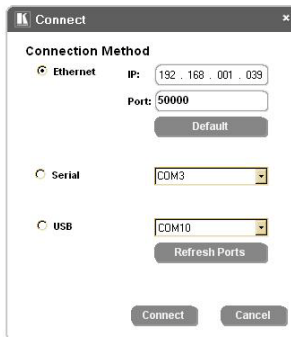 Connect
Connection Method
Ethernet
IP: 192 . 168 . 001 . 039
Port: 50000
Default
Serial
COM3
USB
COM10
Refresh Ports
Connect
Cancel